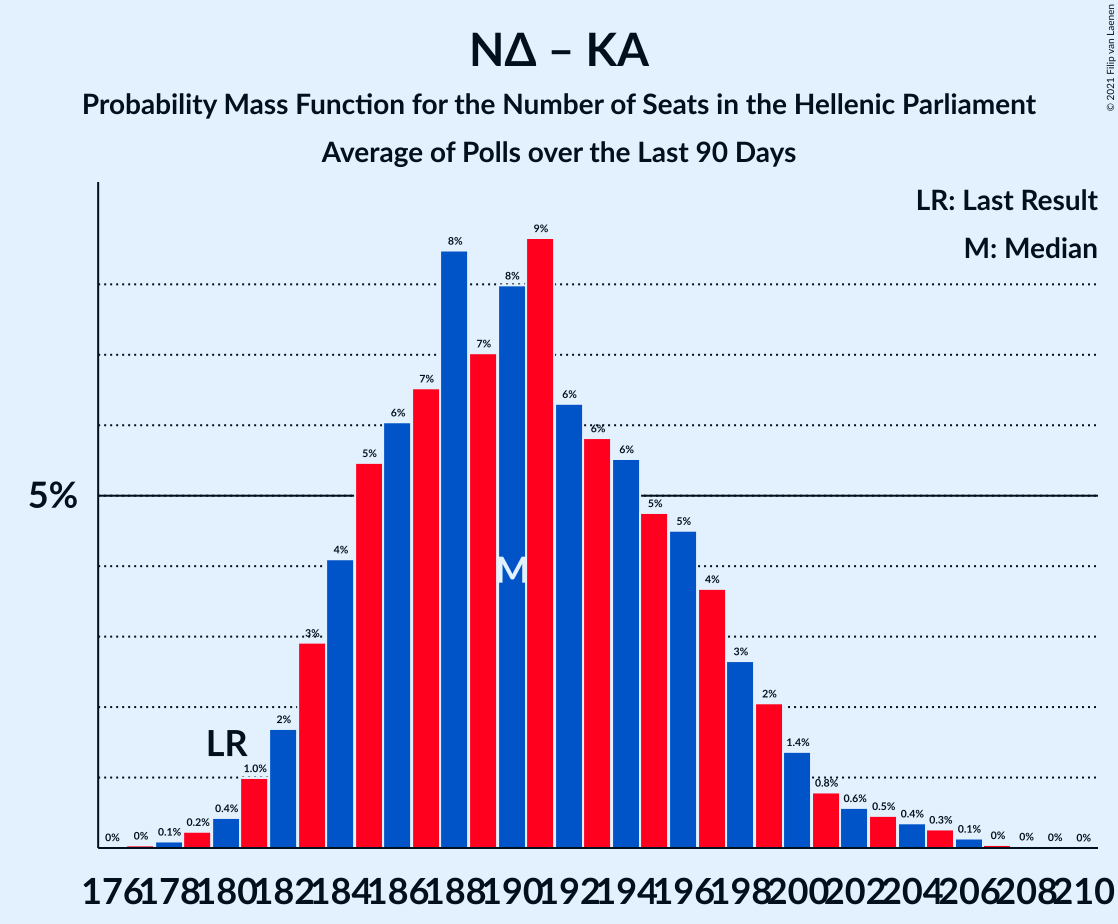 © 2021 Filip van Laenen
ΝΔ – ΚΑ
Probability Mass Function for the Number of Seats in the Hellenic Parliament
Average of Polls over the Last 90 Days
LR: Last Result
M: Median
5%
0% 0% 0.1% 0.2% 0.4% 1.0% 2% 3% 4% 5% 6% 7% 8% 7% 8% 9% 6% 6% 6% 5% 5% 4% 3% 2% 1.4% 0.8% 0.6% 0.5% 0.4% 0.3% 0.1% 0% 0% 0% 0%
LR
M
176 178 180 182 184 186 188 190 192 194 196 198 200 202 204 206 208 210